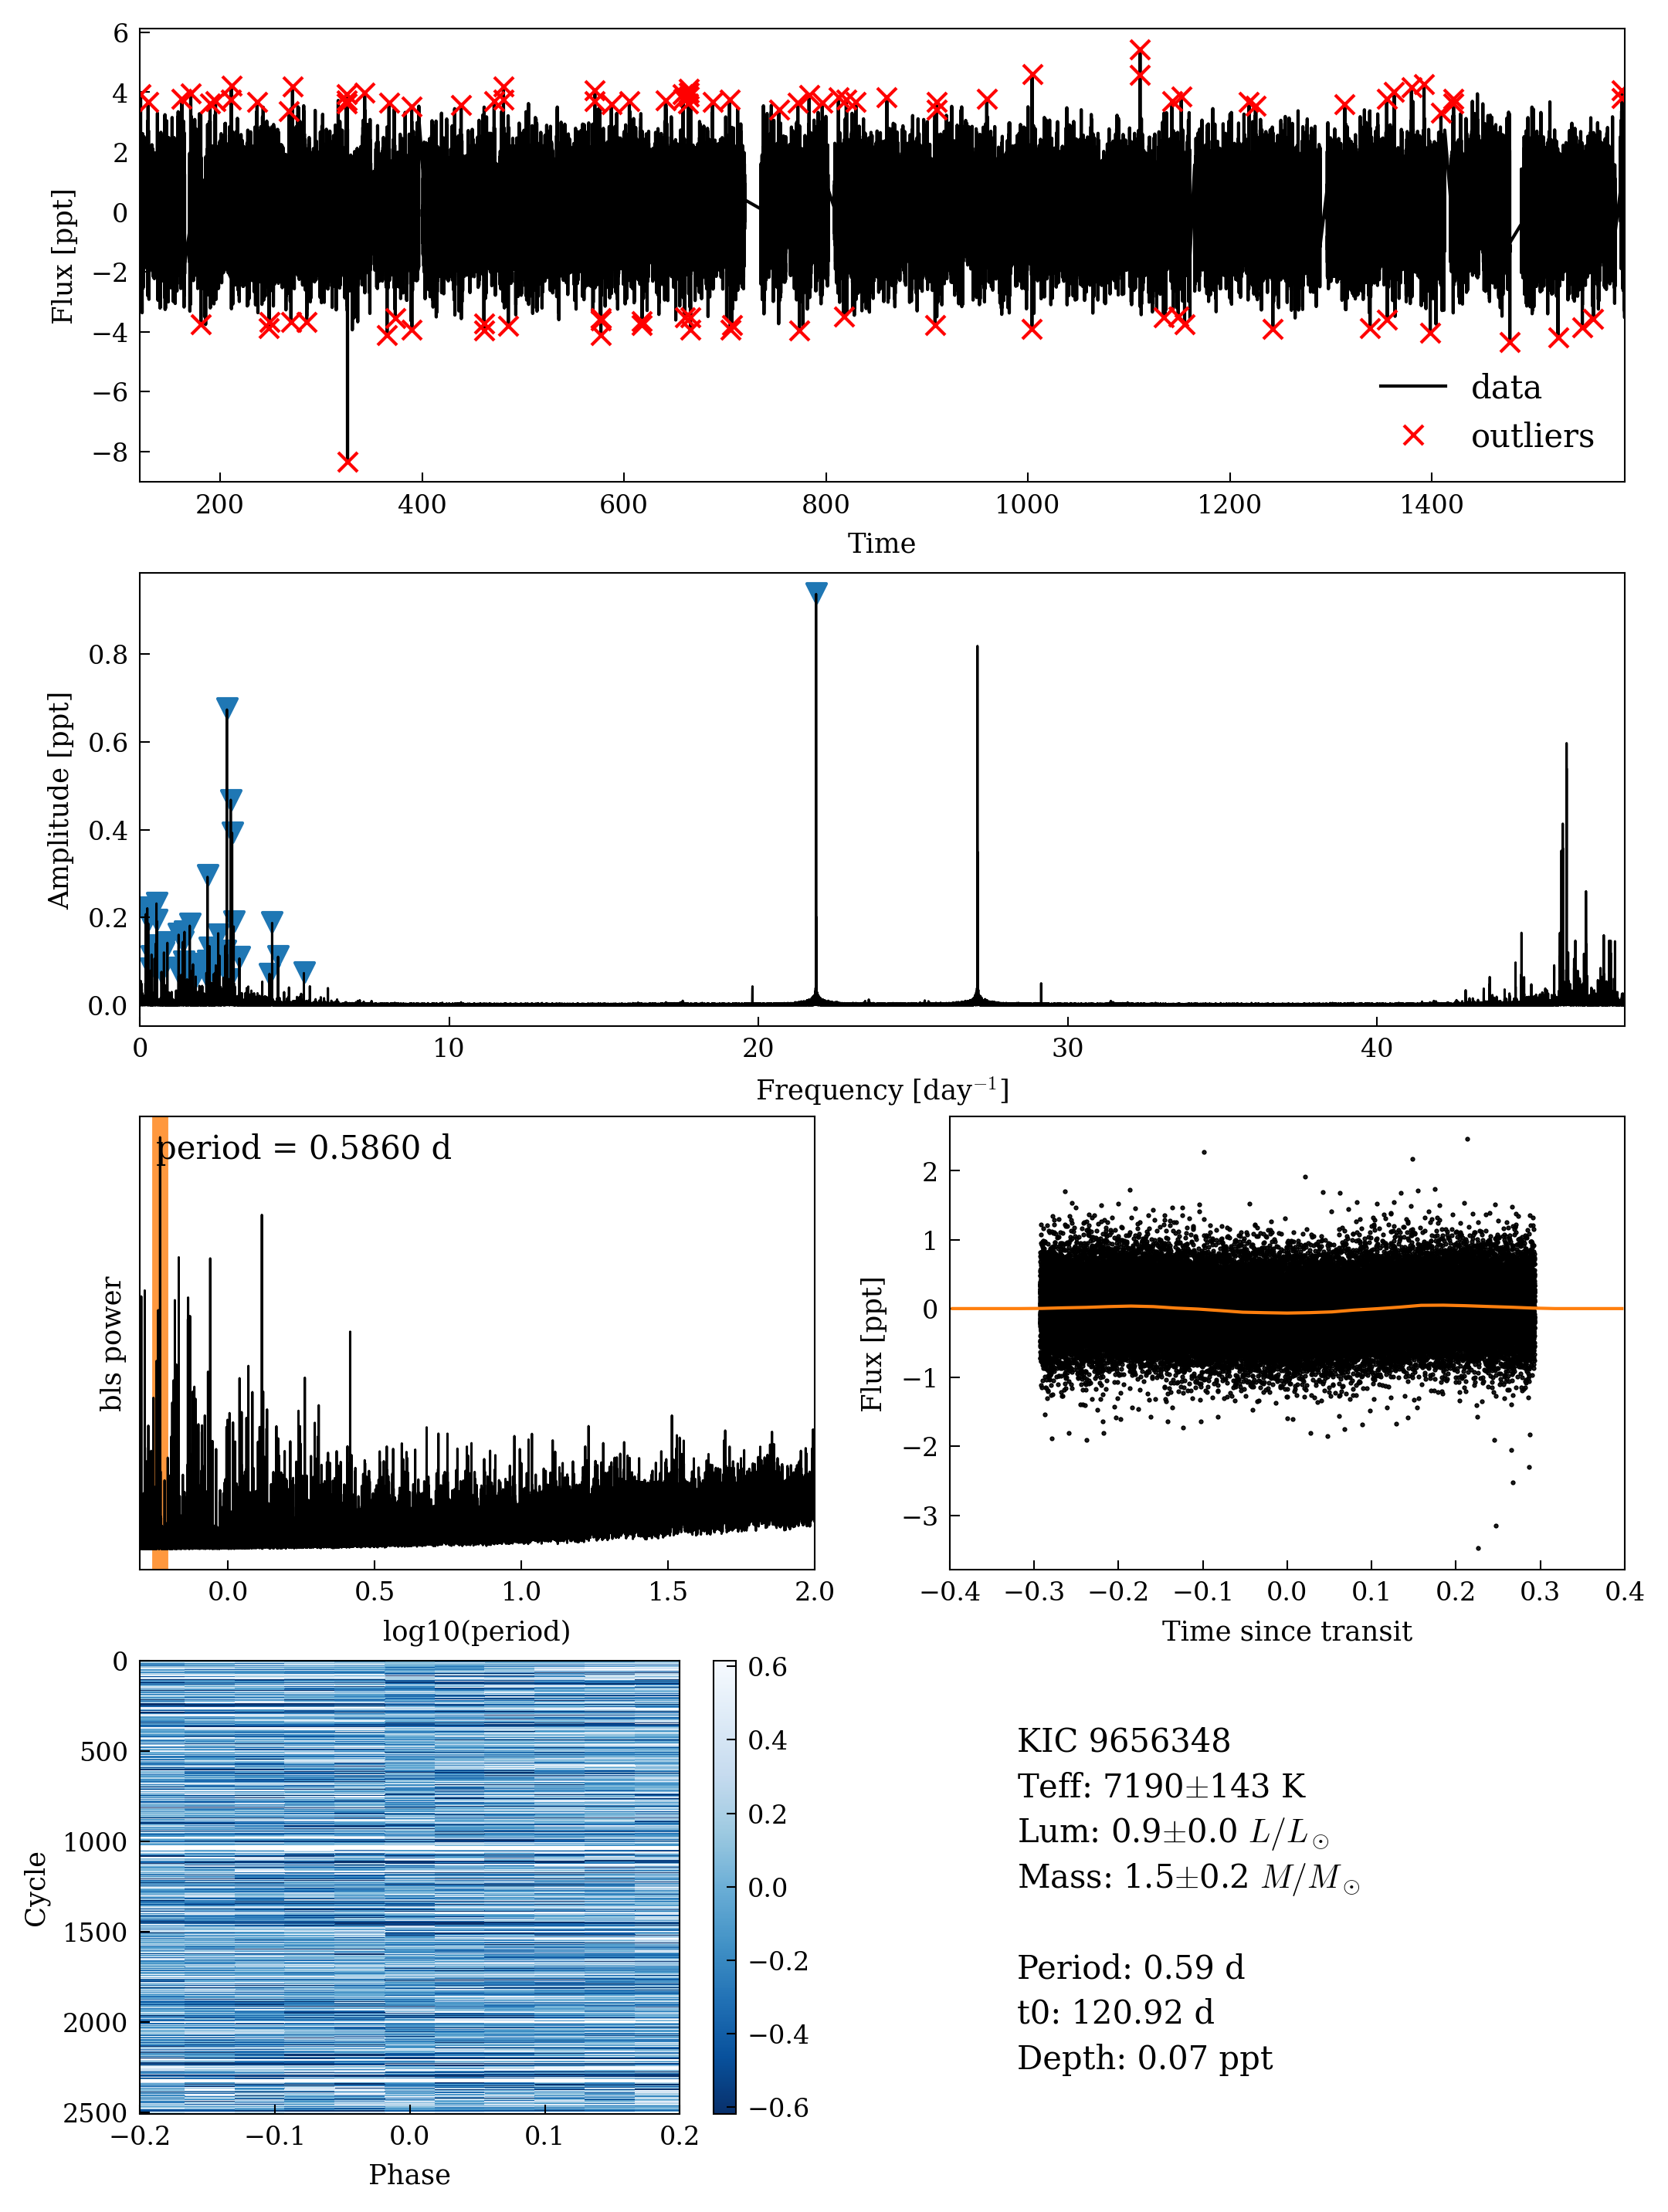 6
4
2
0
−2
−4
−6
−8
Flux [ppt]
data
outliers
200 400 600 800 1000 1200 1400
Time
0.8
0.6
0.4
0.2
0.0
Amplitude [ppt]
0 10 20 30 40
Frequency [day⁻¹]
period = 0.5860 d
bls power
0.0 0.5 1.0 1.5 2.0
log10(period)
2
1
0
−1
−2
−3
Flux [ppt]
−0.4 −0.3 −0.2 −0.1 0.0 0.1 0.2 0.3 0.4
Time since transit
0
500
1000
1500
2000
2500
Cycle
−0.2 −0.1 0.0 0.1 0.2
Phase
0.6
0.4
0.2
0.0
−0.2
−0.4
−0.6
KIC 9656348
Teff: 7190±143 K
Lum: 0.9±0.0 L/L⊙
Mass: 1.5±0.2 M/M⊙
Period: 0.59 d
t0: 120.92 d
Depth: 0.07 ppt